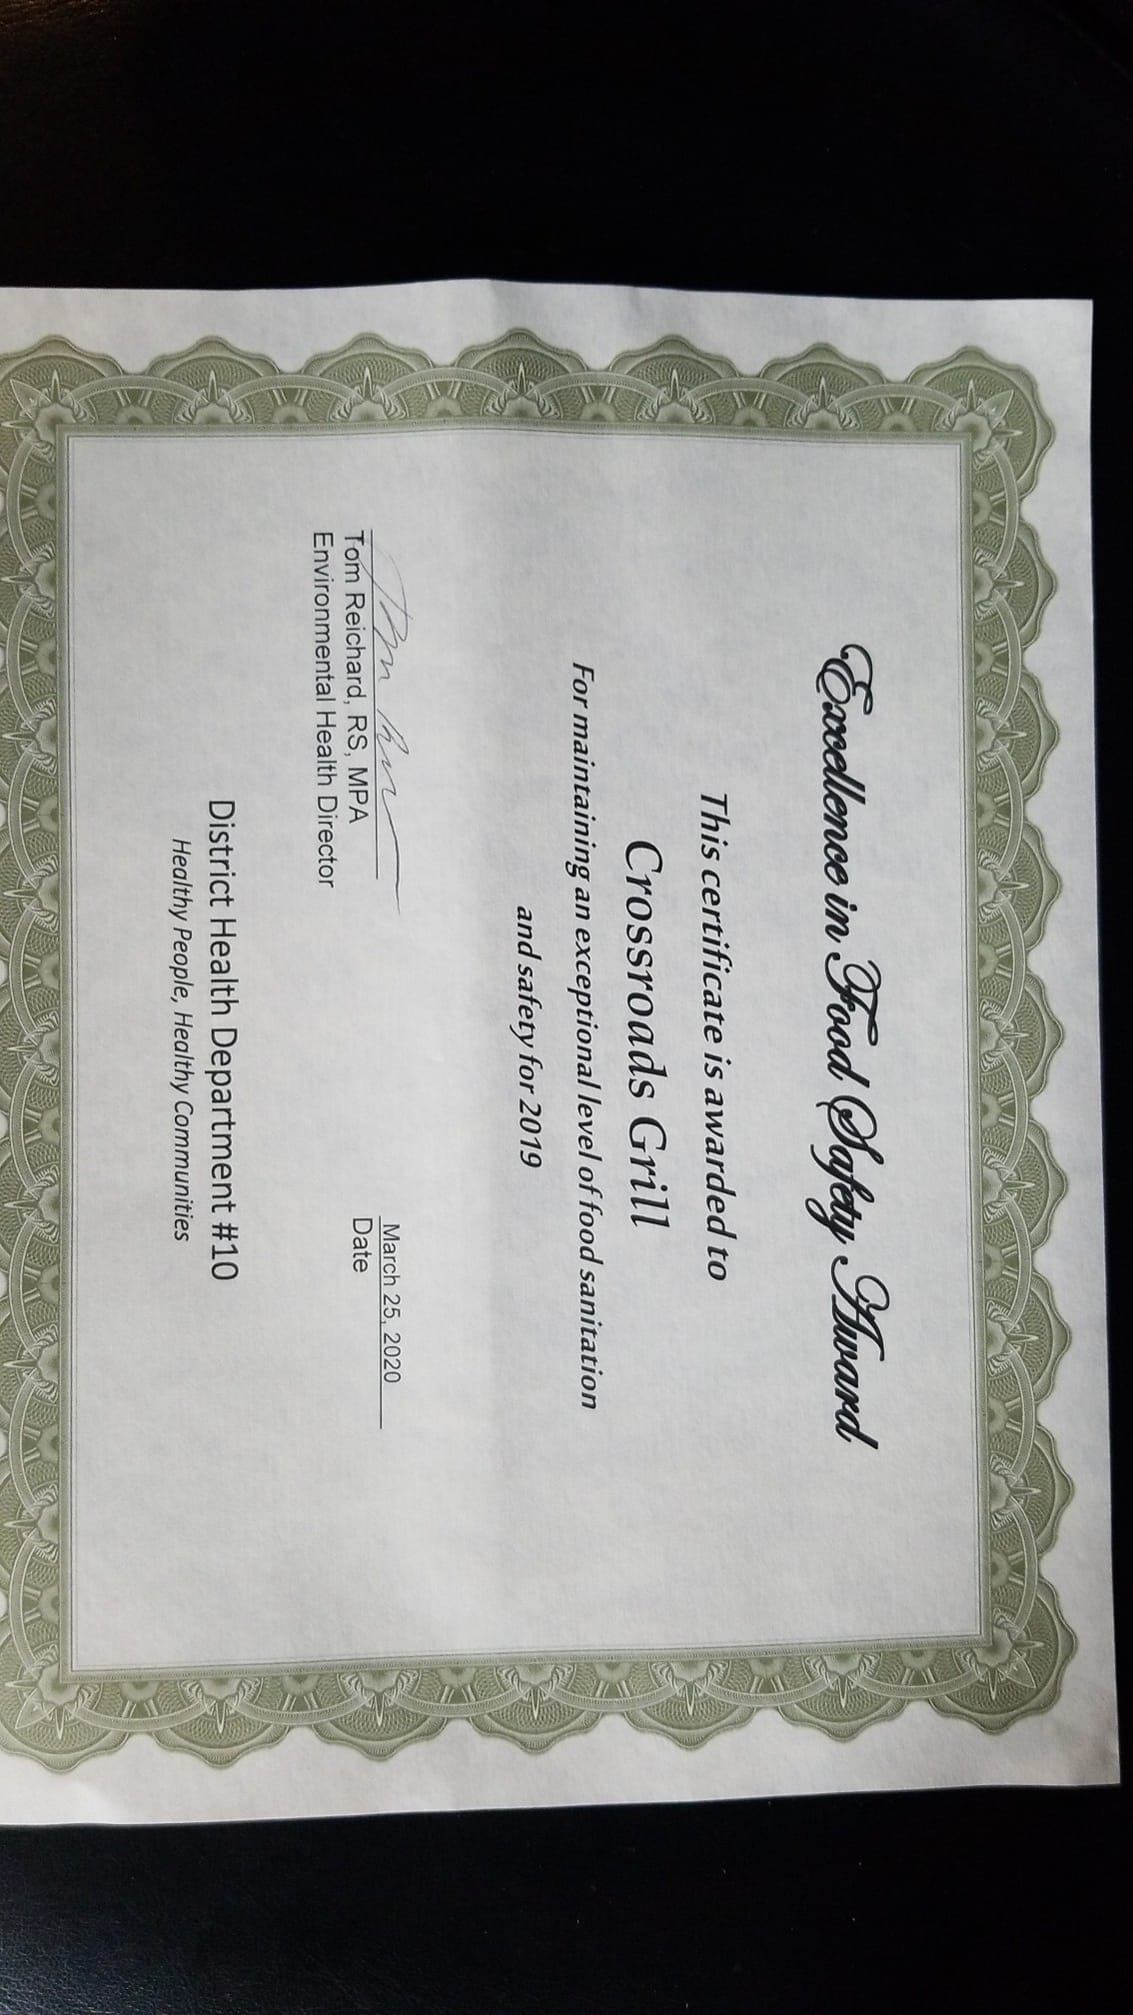 Excellence in Food Safety Award
This certificate is awarded to
Crossroads Grill
For maintaining an exceptional level of food sanitation
and safety for 2019
Tom Reichard, RS, MPA
Environmental Health Director
March 25, 2020
Date
District Health Department #10
Healthy People, Healthy Communities